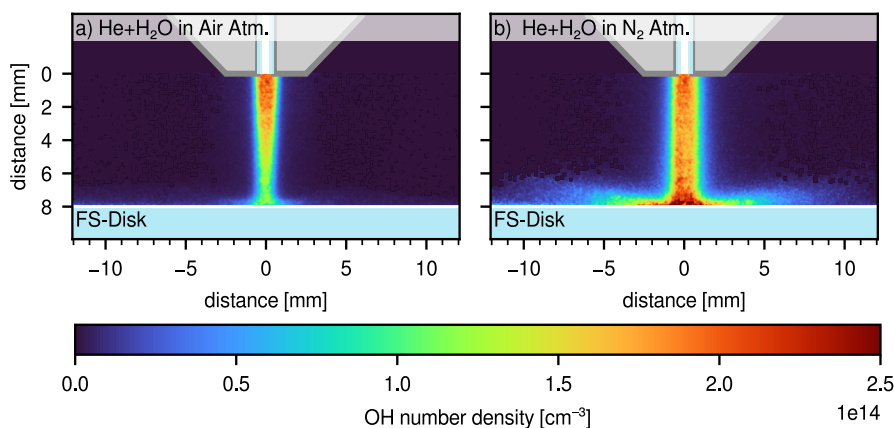 a) He+H₂O in Air Atm.
b) He+H₂O in N₂ Atm.
distance [mm]
0
2
4
6
8
FS-Disk
FS-Disk
−10 −5 0 5 10
−10 −5 0 5 10
distance [mm]
distance [mm]
0.0 0.5 1.0 1.5 2.0 2.5
OH number density [cm⁻³]
1e14